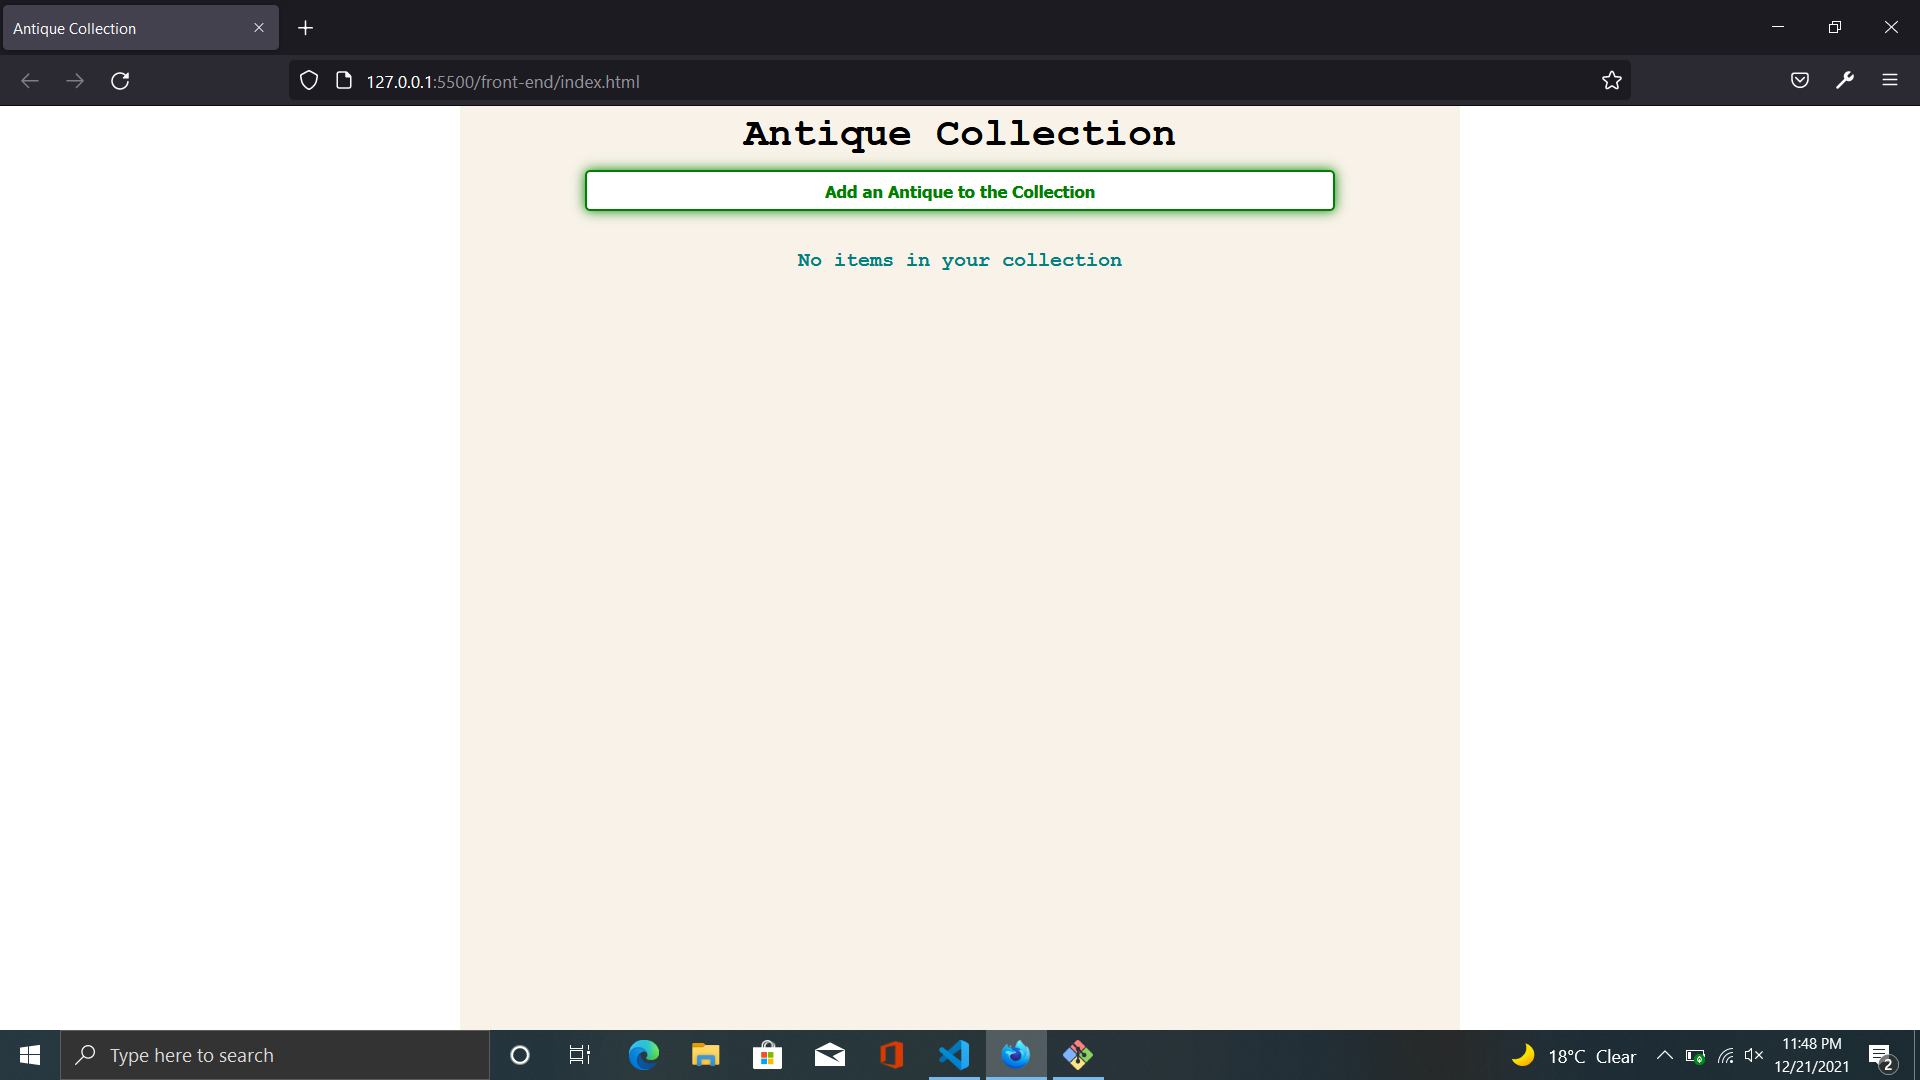 Antique Collection
127.0.0.1:5500/front-end/index.html
Antique Collection
Add an Antique to the Collection
No items in your collection
Type here to search
18°C Clear
11:48 PM
12/21/2021
2